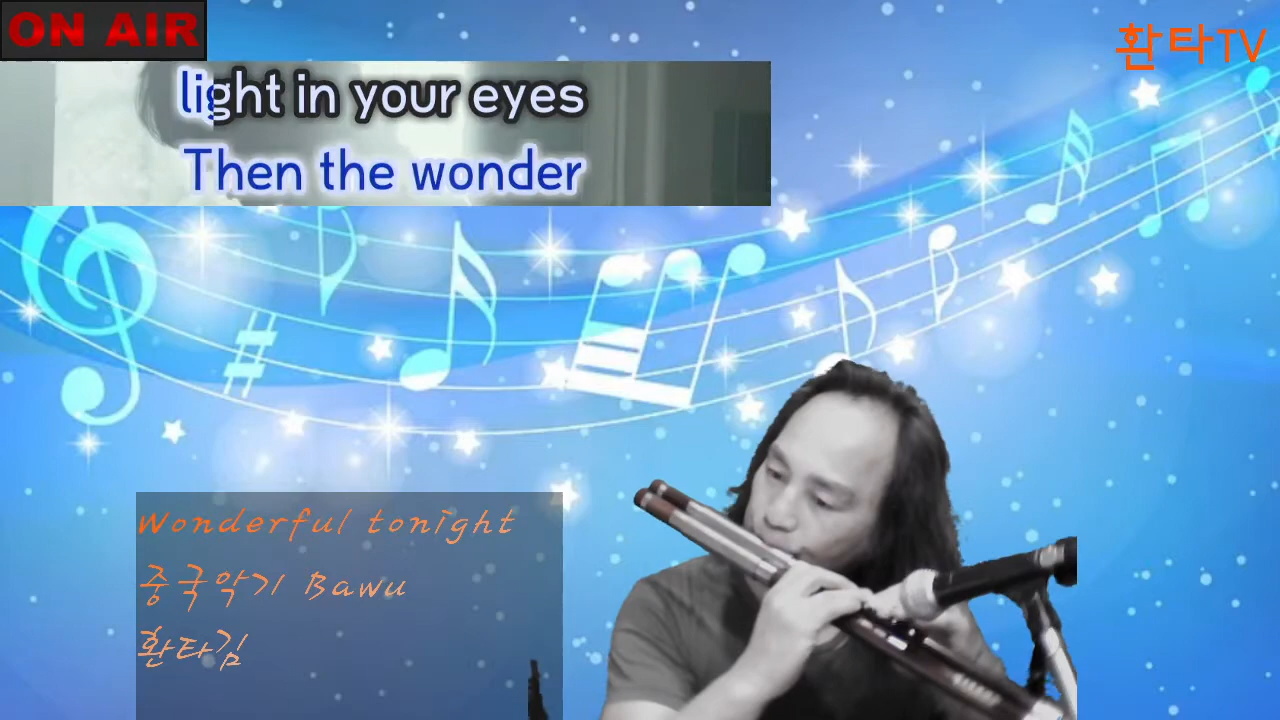 ON AIR
환타TV
light in your eyes
Then the wonder
Wonderful tonight
중국악기 Bawu
환타김